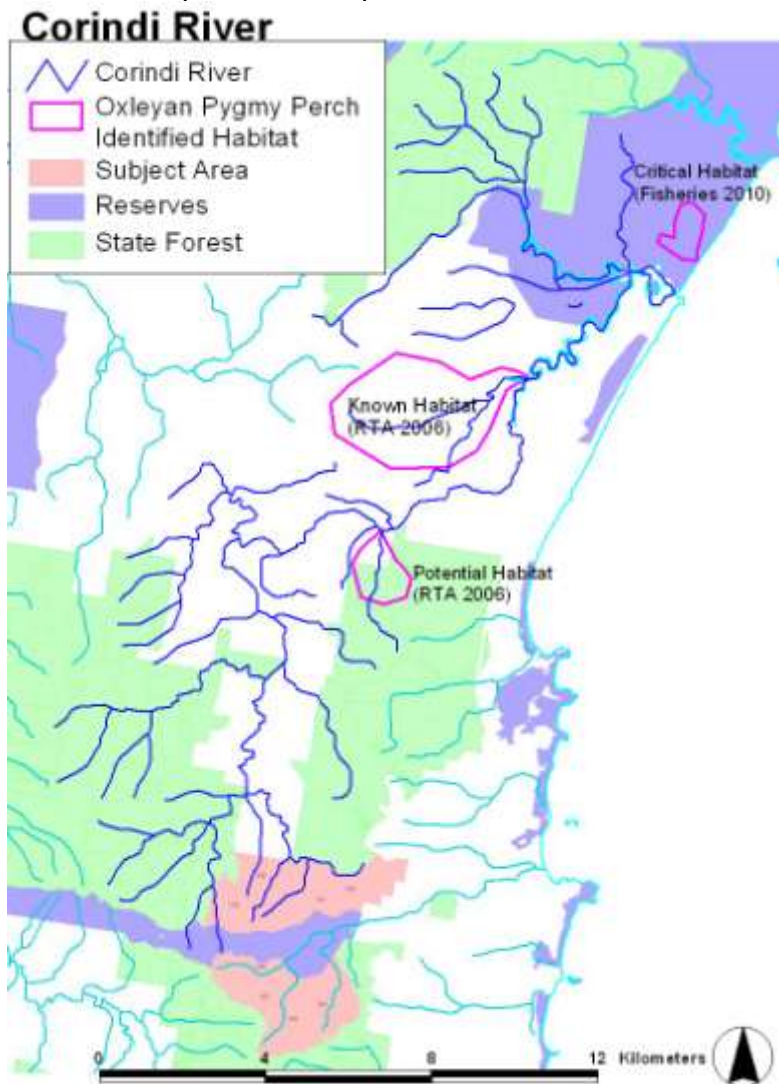 Corindi River
Corindi River
Oxleyan Pygmy Perch
Identified Habitat
Subject Area
Reserves
State Forest
Critical Habitat
(Fisheries 2010)
Known Habitat
(RTA 2006)
Potential Habitat
(RTA 2006)
0 4 8 12 Kilometers